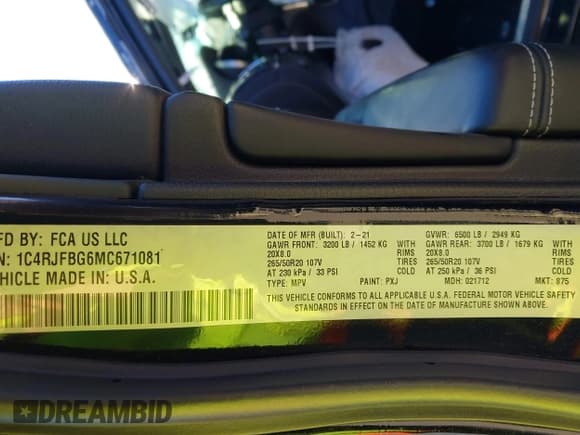 FD BY: FCA US LLC
N: 1C4RJFBG6MC671081
VEHICLE MADE IN: U.S.A.
DATE OF MFR (BUILT): 2-21
GVWR: 6500 LB / 2949 KG
GAWR FRONT: 3200 LB / 1452 KG WITH
20X8.0 RIMS
265/50R20 107V TIRES
AT 230 kPa / 33 PSI
GAWR REAR: 3700 LB / 1679 KG WITH
20X8.0 RIMS
265/50R20 107V TIRES
AT 250 kPa / 36 PSI
TYPE: MPV PAINT: PXJ MDH: 021712 MKT: 875
THIS VEHICLE CONFORMS TO ALL APPLICABLE U.S.A. FEDERAL MOTOR VEHICLE SAFETY
STANDARDS IN EFFECT ON THE DATE OF MANUFACTURE SHOWN ABOVE.
DREAMBID